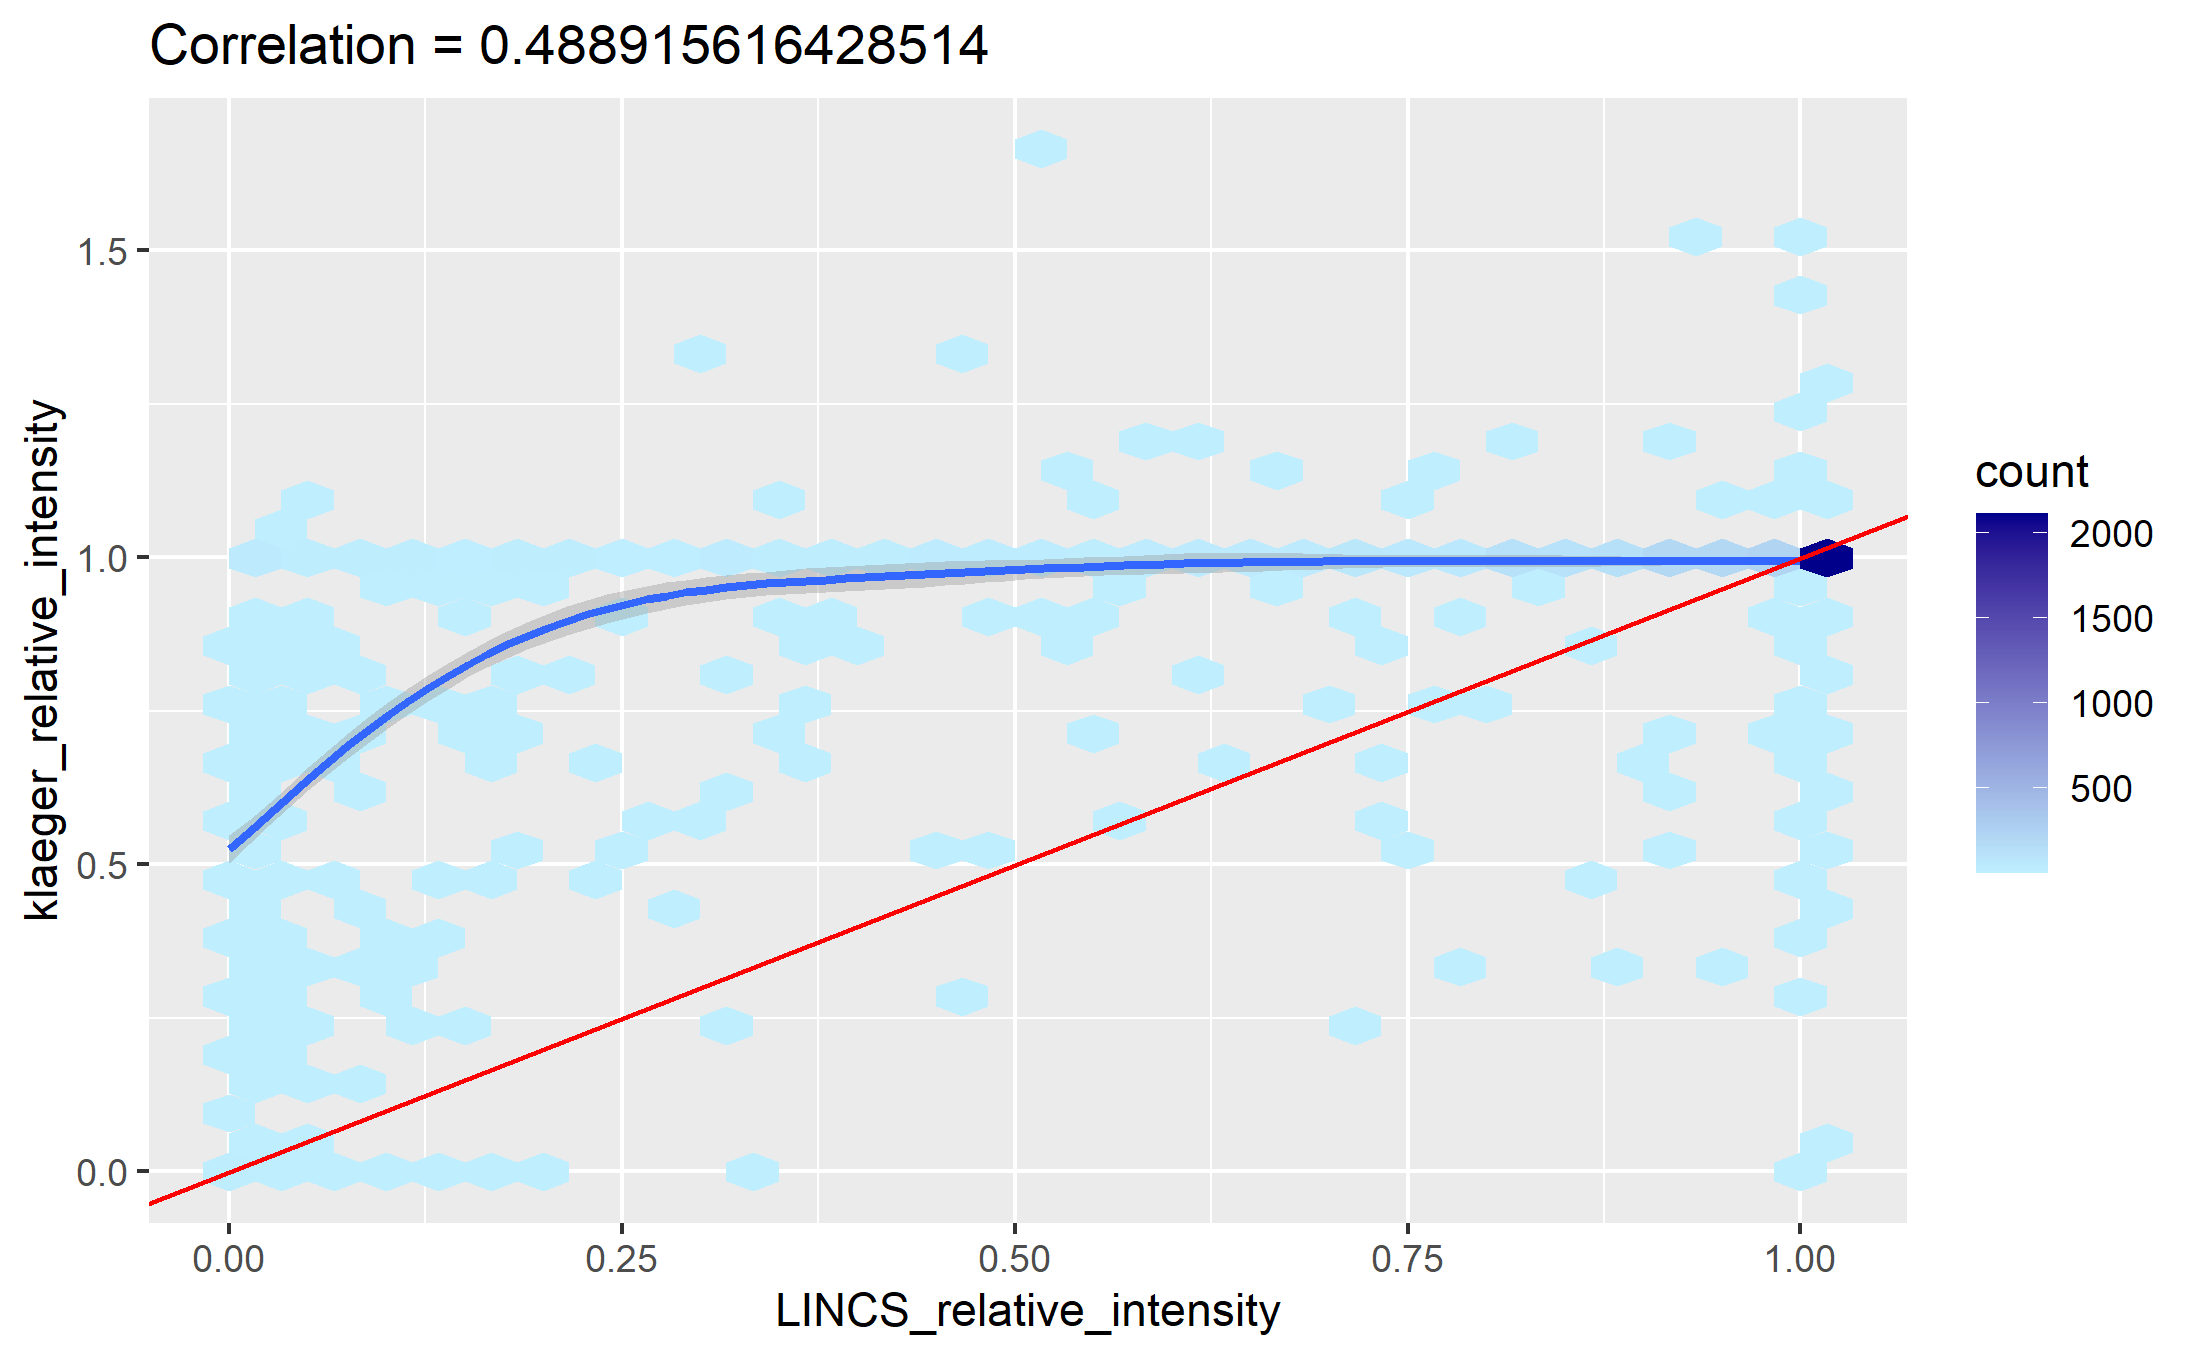 Correlation = 0.488915616428514
klaeger_relative_intensity
1.5
1.0
0.5
0.0
0.00 0.25 0.50 0.75 1.00
LINCS_relative_intensity
count
2000
1500
1000
500